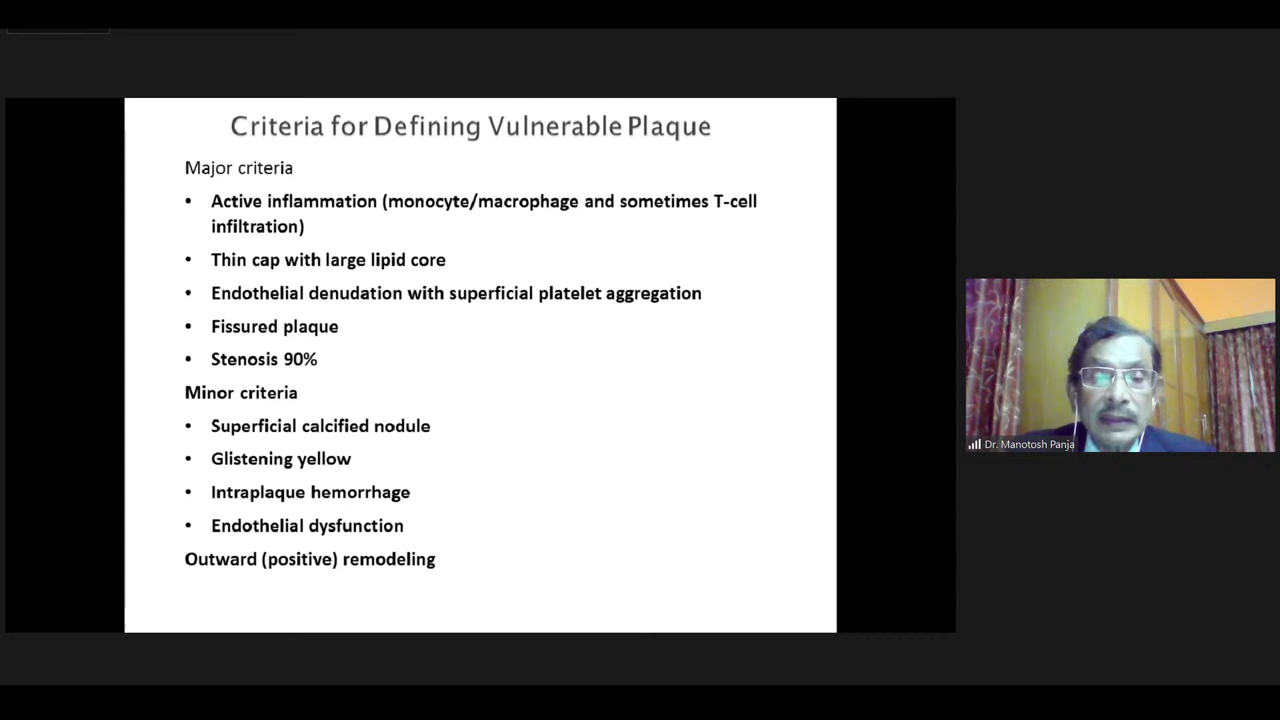 Criteria for Defining Vulnerable Plaque
Major criteria
• Active inflammation (monocyte/macrophage and sometimes T-cell
infiltration)
• Thin cap with large lipid core
• Endothelial denudation with superficial platelet aggregation
• Fissured plaque
• Stenosis 90%
Minor criteria
• Superficial calcified nodule
• Glistening yellow
• Intraplaque hemorrhage
• Endothelial dysfunction
Outward (positive) remodeling
Dr. Manotosh Panja